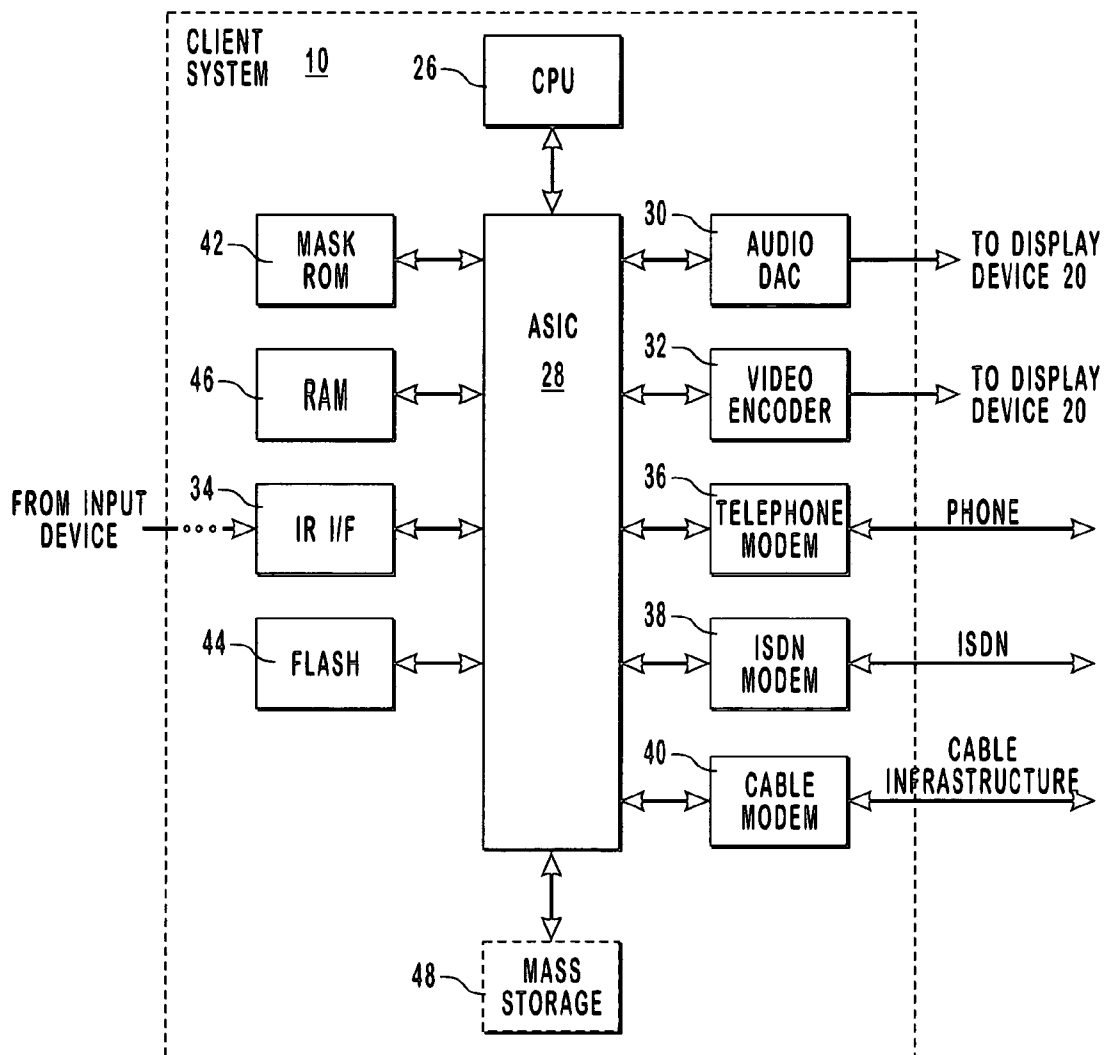 CLIENT
SYSTEM 10
26
CPU
42
MASK
ROM
30
AUDIO
DAC
TO DISPLAY
DEVICE 20
ASIC
28
46
RAM
32
VIDEO
ENCODER
TO DISPLAY
DEVICE 20
FROM INPUT
DEVICE
34
IR I/F
36
TELEPHONE
MODEM
PHONE
44
FLASH
38
ISDN
MODEM
ISDN
40
CABLE
MODEM
CABLE
INFRASTRUCTURE
48
MASS
STORAGE